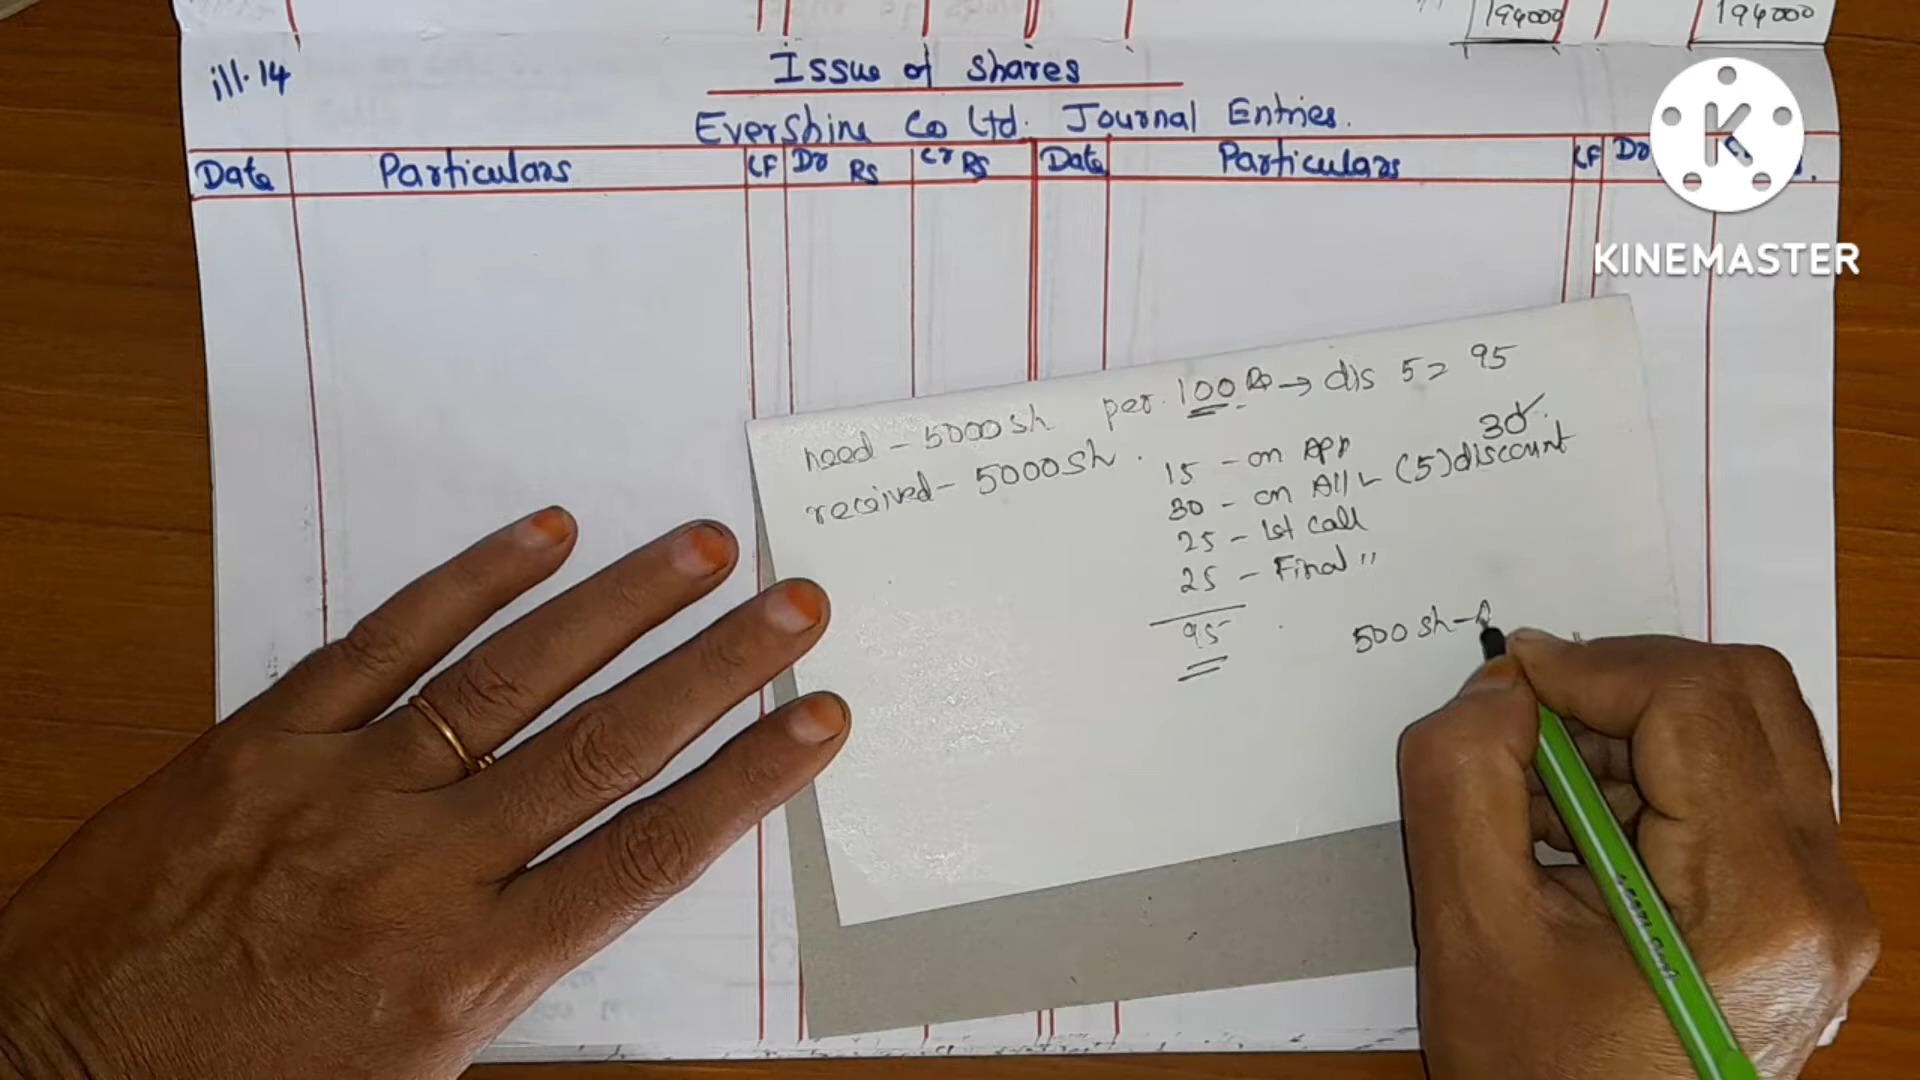 194000 194000
ill.14 Issue of Shares
Evershine Co Ltd. Journal Entries.
Date Particulars LF Dr Rs Cr Rs Date Particulars LF Dr
KINEMASTER
need - 5000 sh per 100 Rs → dis 5 = 95
received - 5000 sh.
30
15 - on App
30 - on All - (5) discount
25 - 1st call
25 - Final "
95
500 sh -